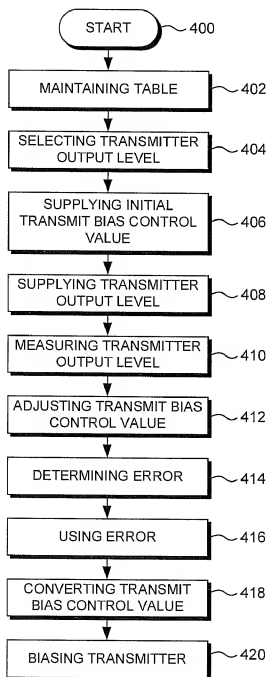 START
400
MAINTAINING TABLE
402
SELECTING TRANSMITTER
OUTPUT LEVEL
404
SUPPLYING INITIAL
TRANSMIT BIAS CONTROL
VALUE
406
SUPPLYING TRANSMITTER
OUTPUT LEVEL
408
MEASURING TRANSMITTER
OUTPUT LEVEL
410
ADJUSTING TRANSMIT BIAS
CONTROL VALUE
412
DETERMINING ERROR
414
USING ERROR
416
CONVERTING TRANSMIT
BIAS CONTROL VALUE
418
BIASING TRANSMITTER
420